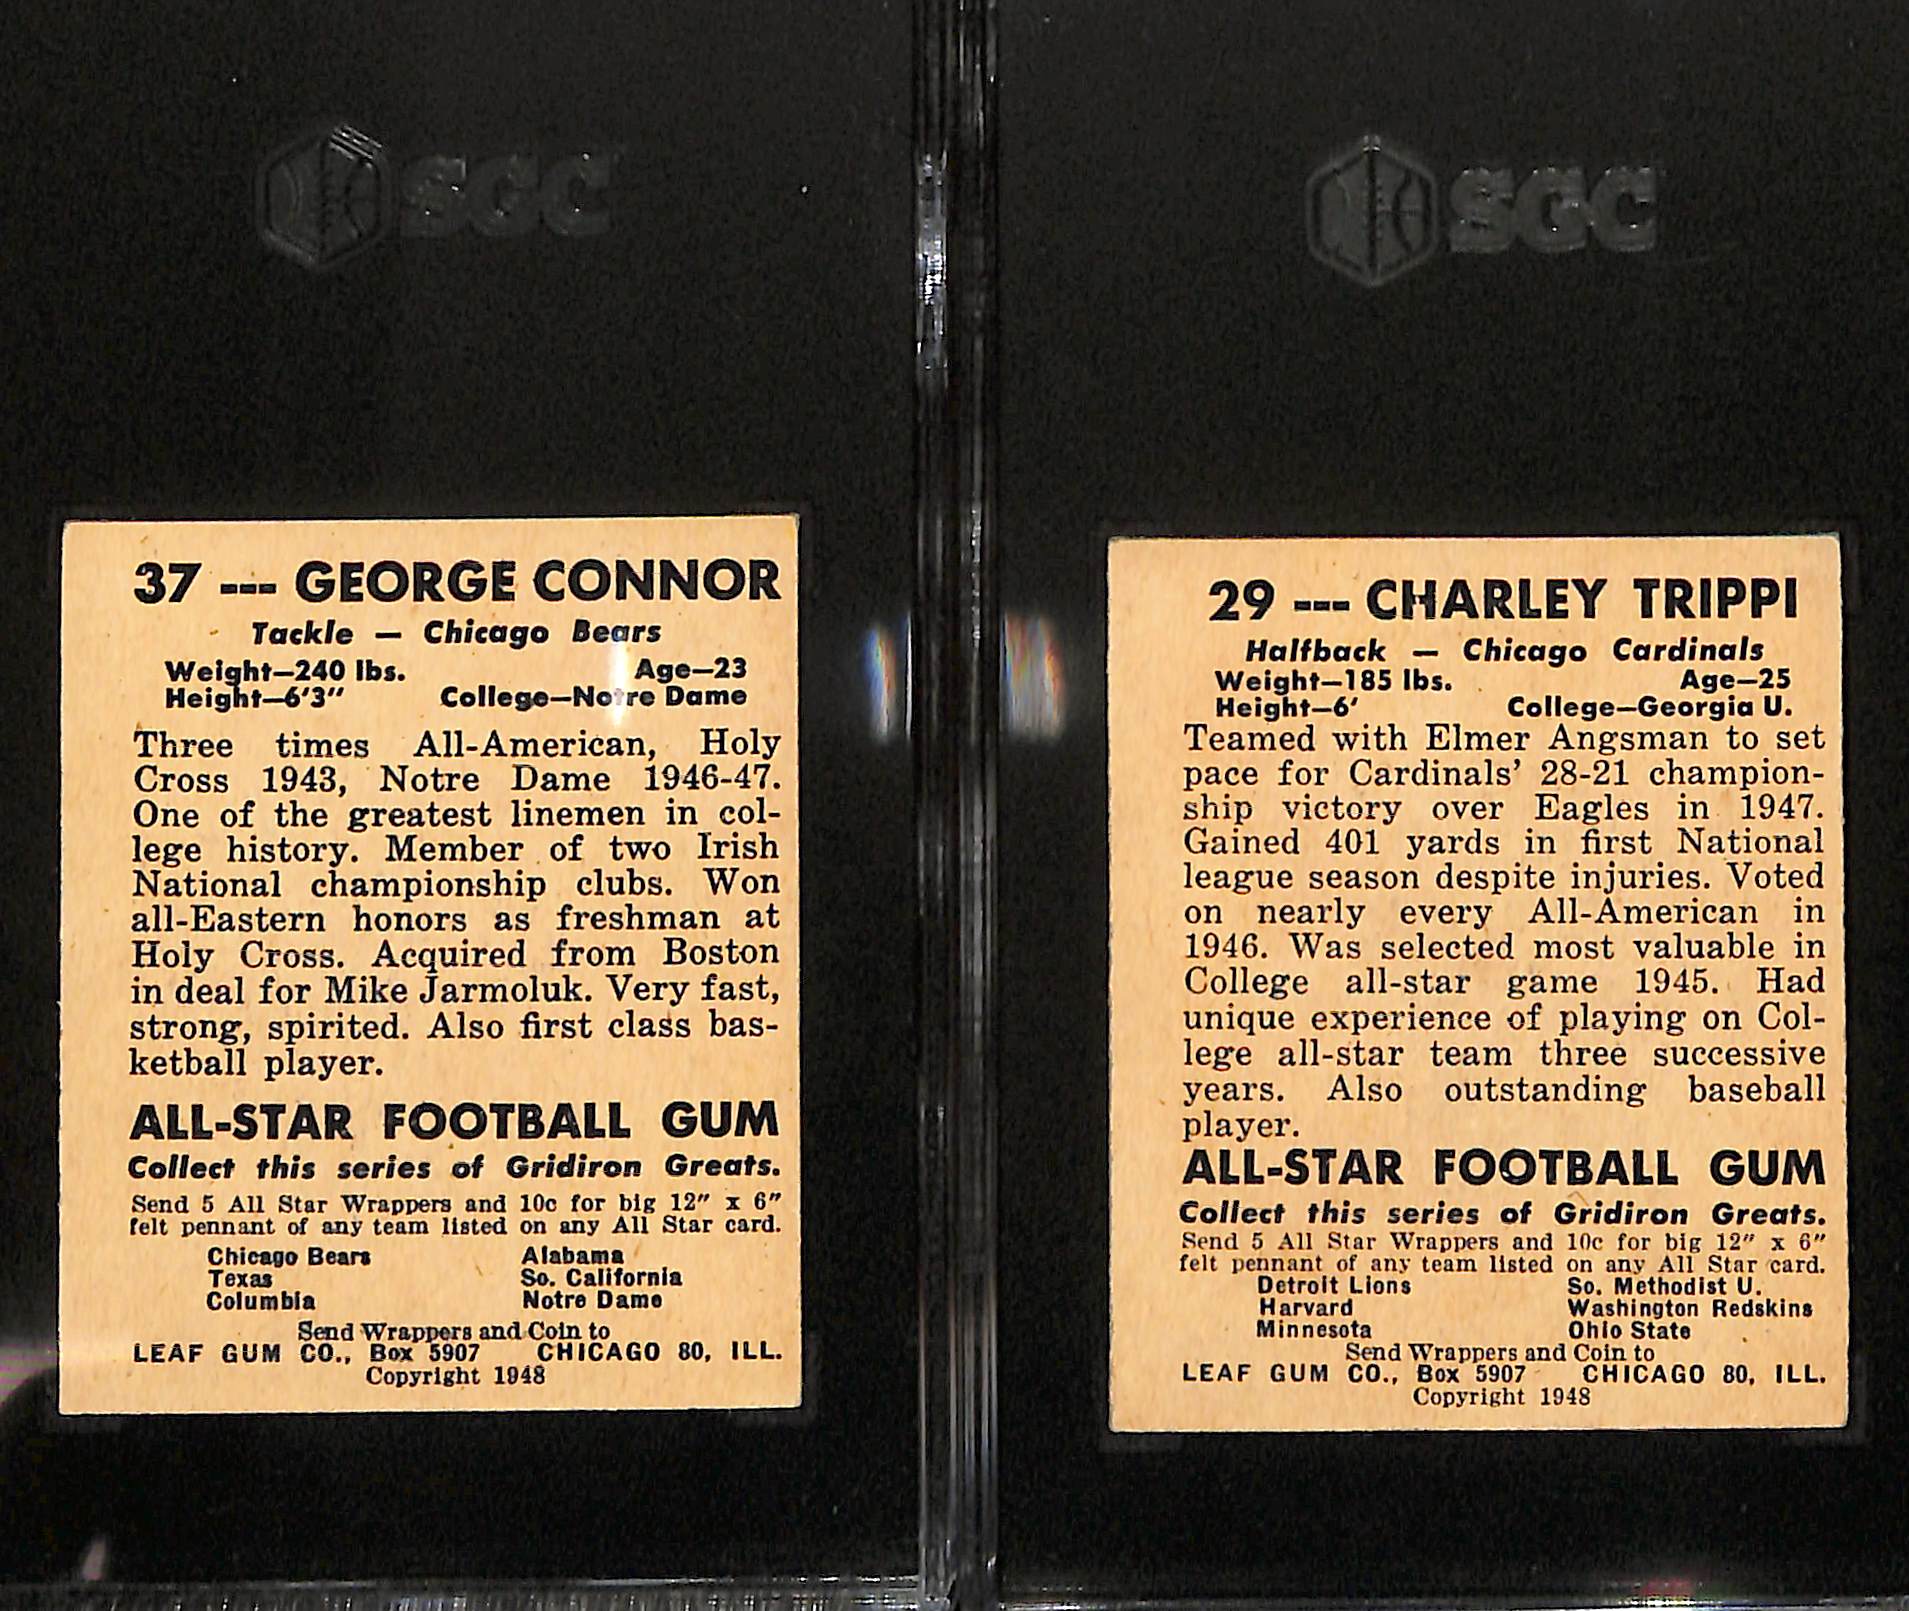 SGC
37 --- GEORGE CONNOR
Tackle — Chicago Bears
Weight—240 lbs. Age—23
Height—6'3" College—Notre Dame
Three times All-American, Holy
Cross 1943, Notre Dame 1946-47.
One of the greatest linemen in col-
lege history. Member of two Irish
National championship clubs. Won
all-Eastern honors as freshman at
Holy Cross. Acquired from Boston
in deal for Mike Jarmoluk. Very fast,
strong, spirited. Also first class bas-
ketball player.
ALL-STAR FOOTBALL GUM
Collect this series of Gridiron Greats.
Send 5 All Star Wrappers and 10c for big 12" x 6"
felt pennant of any team listed on any All Star card.
Chicago Bears Alabama
Texas So. California
Columbia Notre Dame
Send Wrappers and Coin to
LEAF GUM CO., Box 5907 CHICAGO 80, ILL.
Copyright 1948
SGC
29 --- CHARLEY TRIPPI
Halfback — Chicago Cardinals
Weight—185 lbs. Age—25
Height—6' College—Georgia U.
Teamed with Elmer Angsman to set
pace for Cardinals' 28-21 champion-
ship victory over Eagles in 1947.
Gained 401 yards in first National
league season despite injuries. Voted
on nearly every All-American in
1946. Was selected most valuable in
College all-star game 1945. Had
unique experience of playing on Col-
lege all-star team three successive
years. Also outstanding baseball
player.
ALL-STAR FOOTBALL GUM
Collect this series of Gridiron Greats.
Send 5 All Star Wrappers and 10c for big 12" x 6"
felt pennant of any team listed on any All Star card.
Detroit Lions So. Methodist U.
Harvard Washington Redskins
Minnesota Ohio State
Send Wrappers and Coin to
LEAF GUM CO., Box 5907 CHICAGO 80, ILL.
Copyright 1948